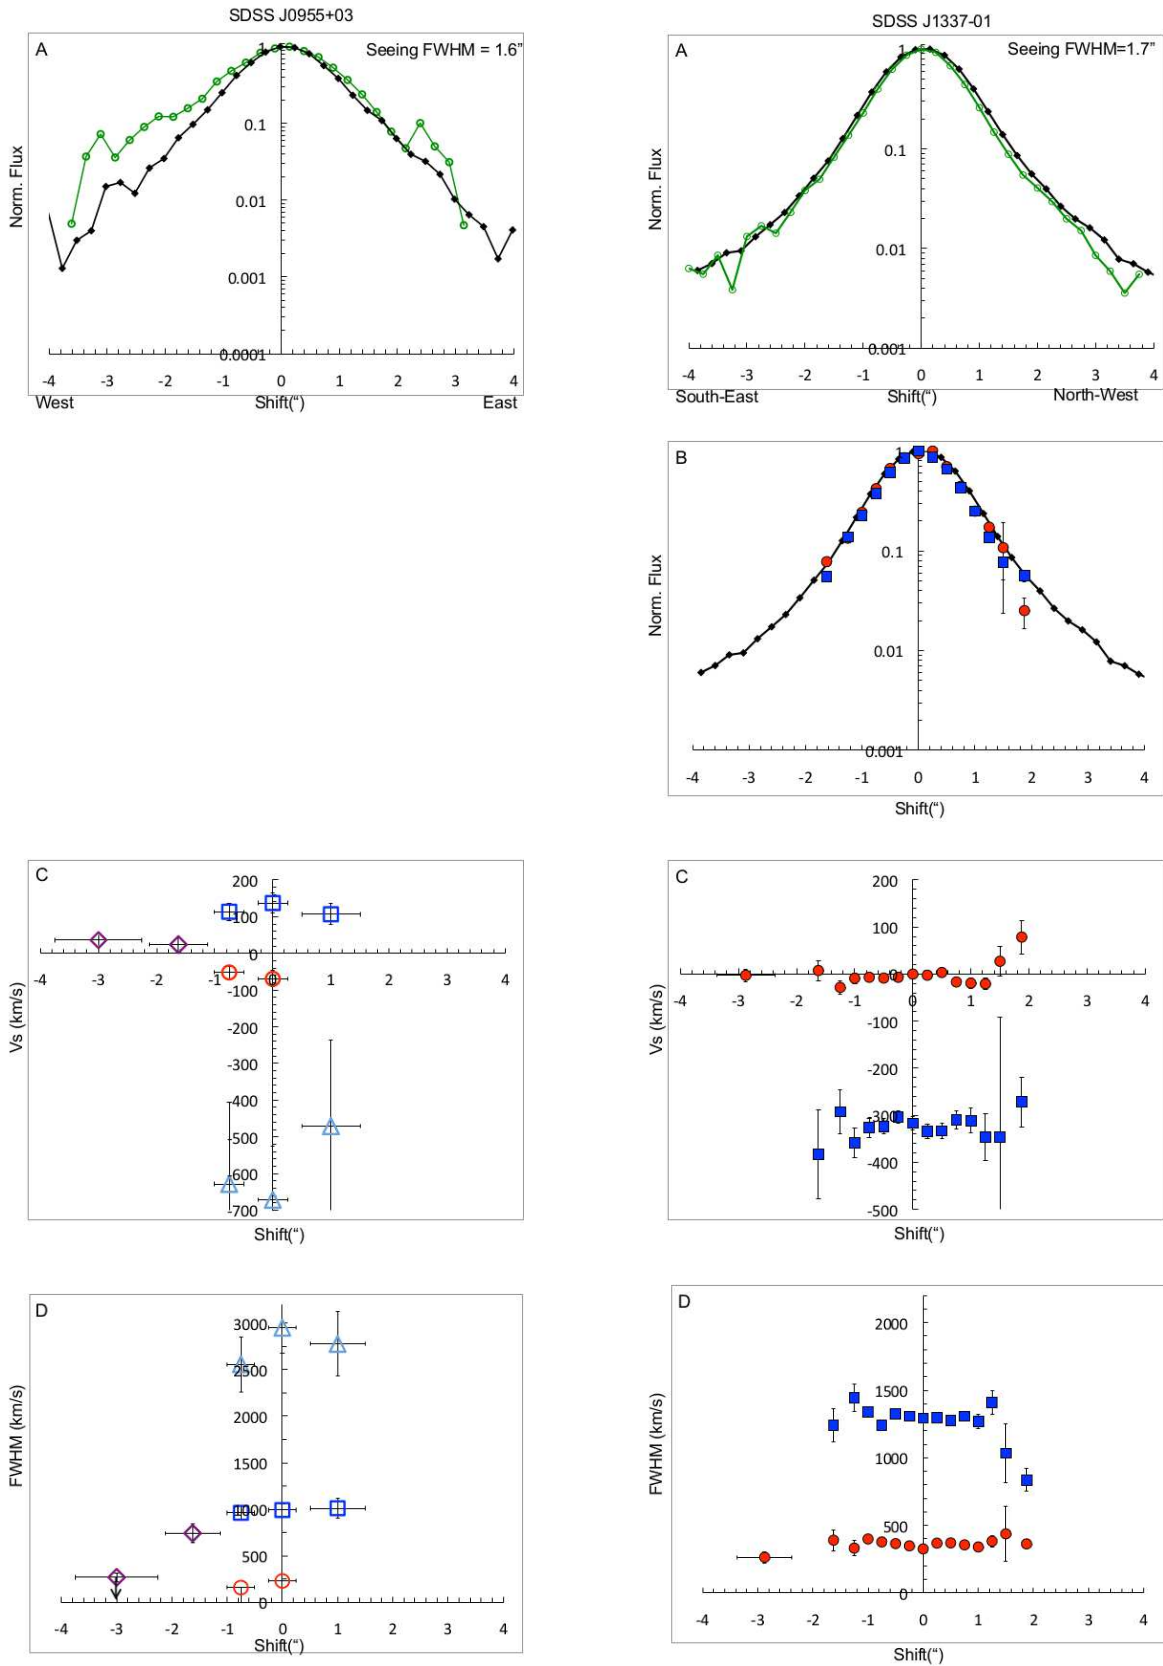 SDSS J0955+03
A
Seeing FWHM = 1.6”
Norm. Flux
1
0.1
0.01
0.001
0.0001
-4 -3 -2 -1 0 1 2 3 4
West Shift(“) East
SDSS J1337-01
A
Seeing FWHM=1.7”
Norm. Flux
1
0.1
0.01
0.001
-4 -3 -2 -1 0 1 2 3 4
South-East Shift(“) North-West
B
Norm. Flux
1
0.1
0.01
0.001
-4 -3 -2 -1 0 1 2 3 4
Shift(“)
C
Vs (km/s)
200
100
0
-100
-200
-300
-400
-500
-600
-700
-4 -3 -2 -1 0 1 2 3 4
Shift(“)
C
Vs (km/s)
200
100
0
-100
-200
-300
-400
-500
-4 -3 -2 -1 0 1 2 3 4
Shift(“)
D
FWHM (km/s)
3000
2500
2000
1500
1000
500
0
-4 -3 -2 -1 0 1 2 3 4
Shift(“)
D
FWHM (km/s)
2000
1500
1000
500
0
-4 -3 -2 -1 0 1 2 3 4
Shift(“)